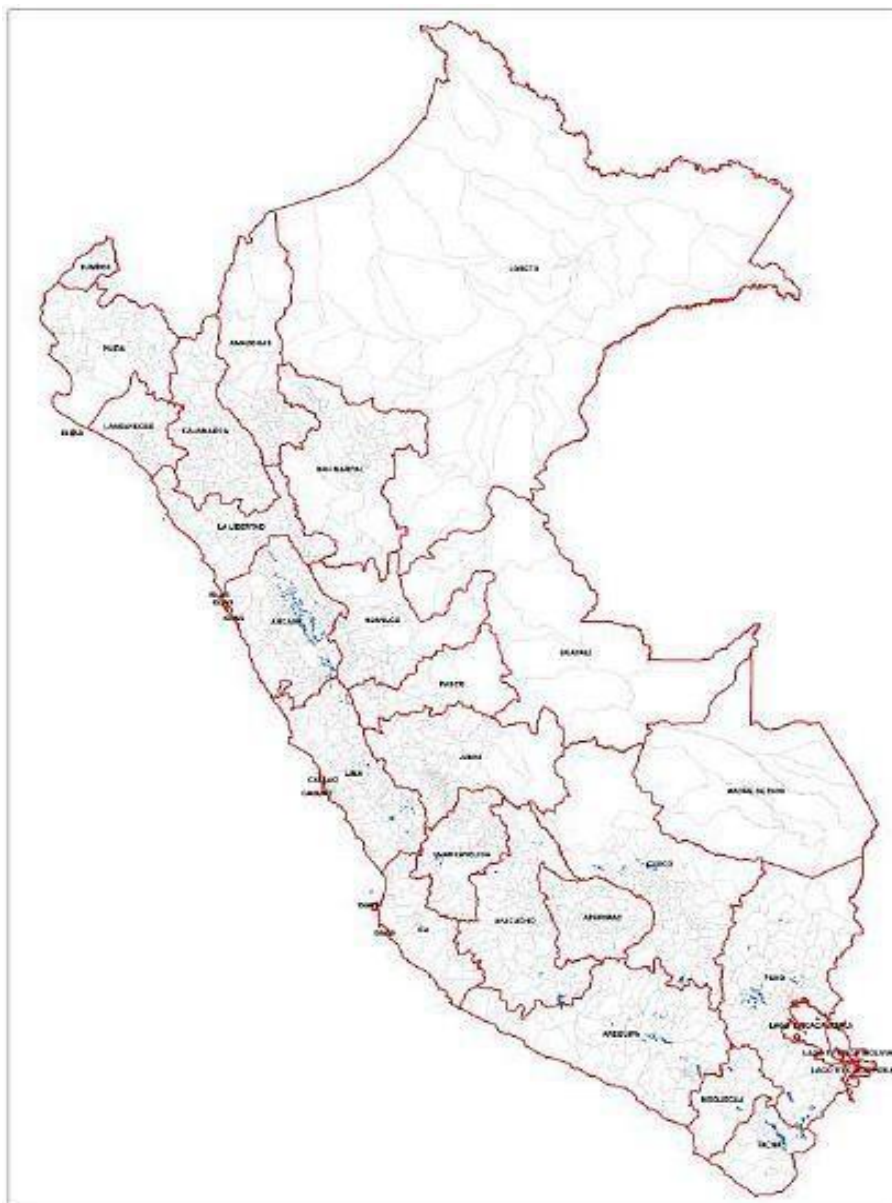 TUMBES
LORETO
PIURA
AMAZONAS
LAMBAYEQUE
CAJAMARCA
SAN MARTIN
LA LIBERTAD
ANCASH
HUANUCO
UCAYALI
PASCO
JUNIN
LIMA
CALLAO
MADRE DE DIOS
HUANCAVELICA
CUSCO
ICA
AYACUCHO
APURIMAC
PUNO
AREQUIPA
MOQUEGUA
TACNA